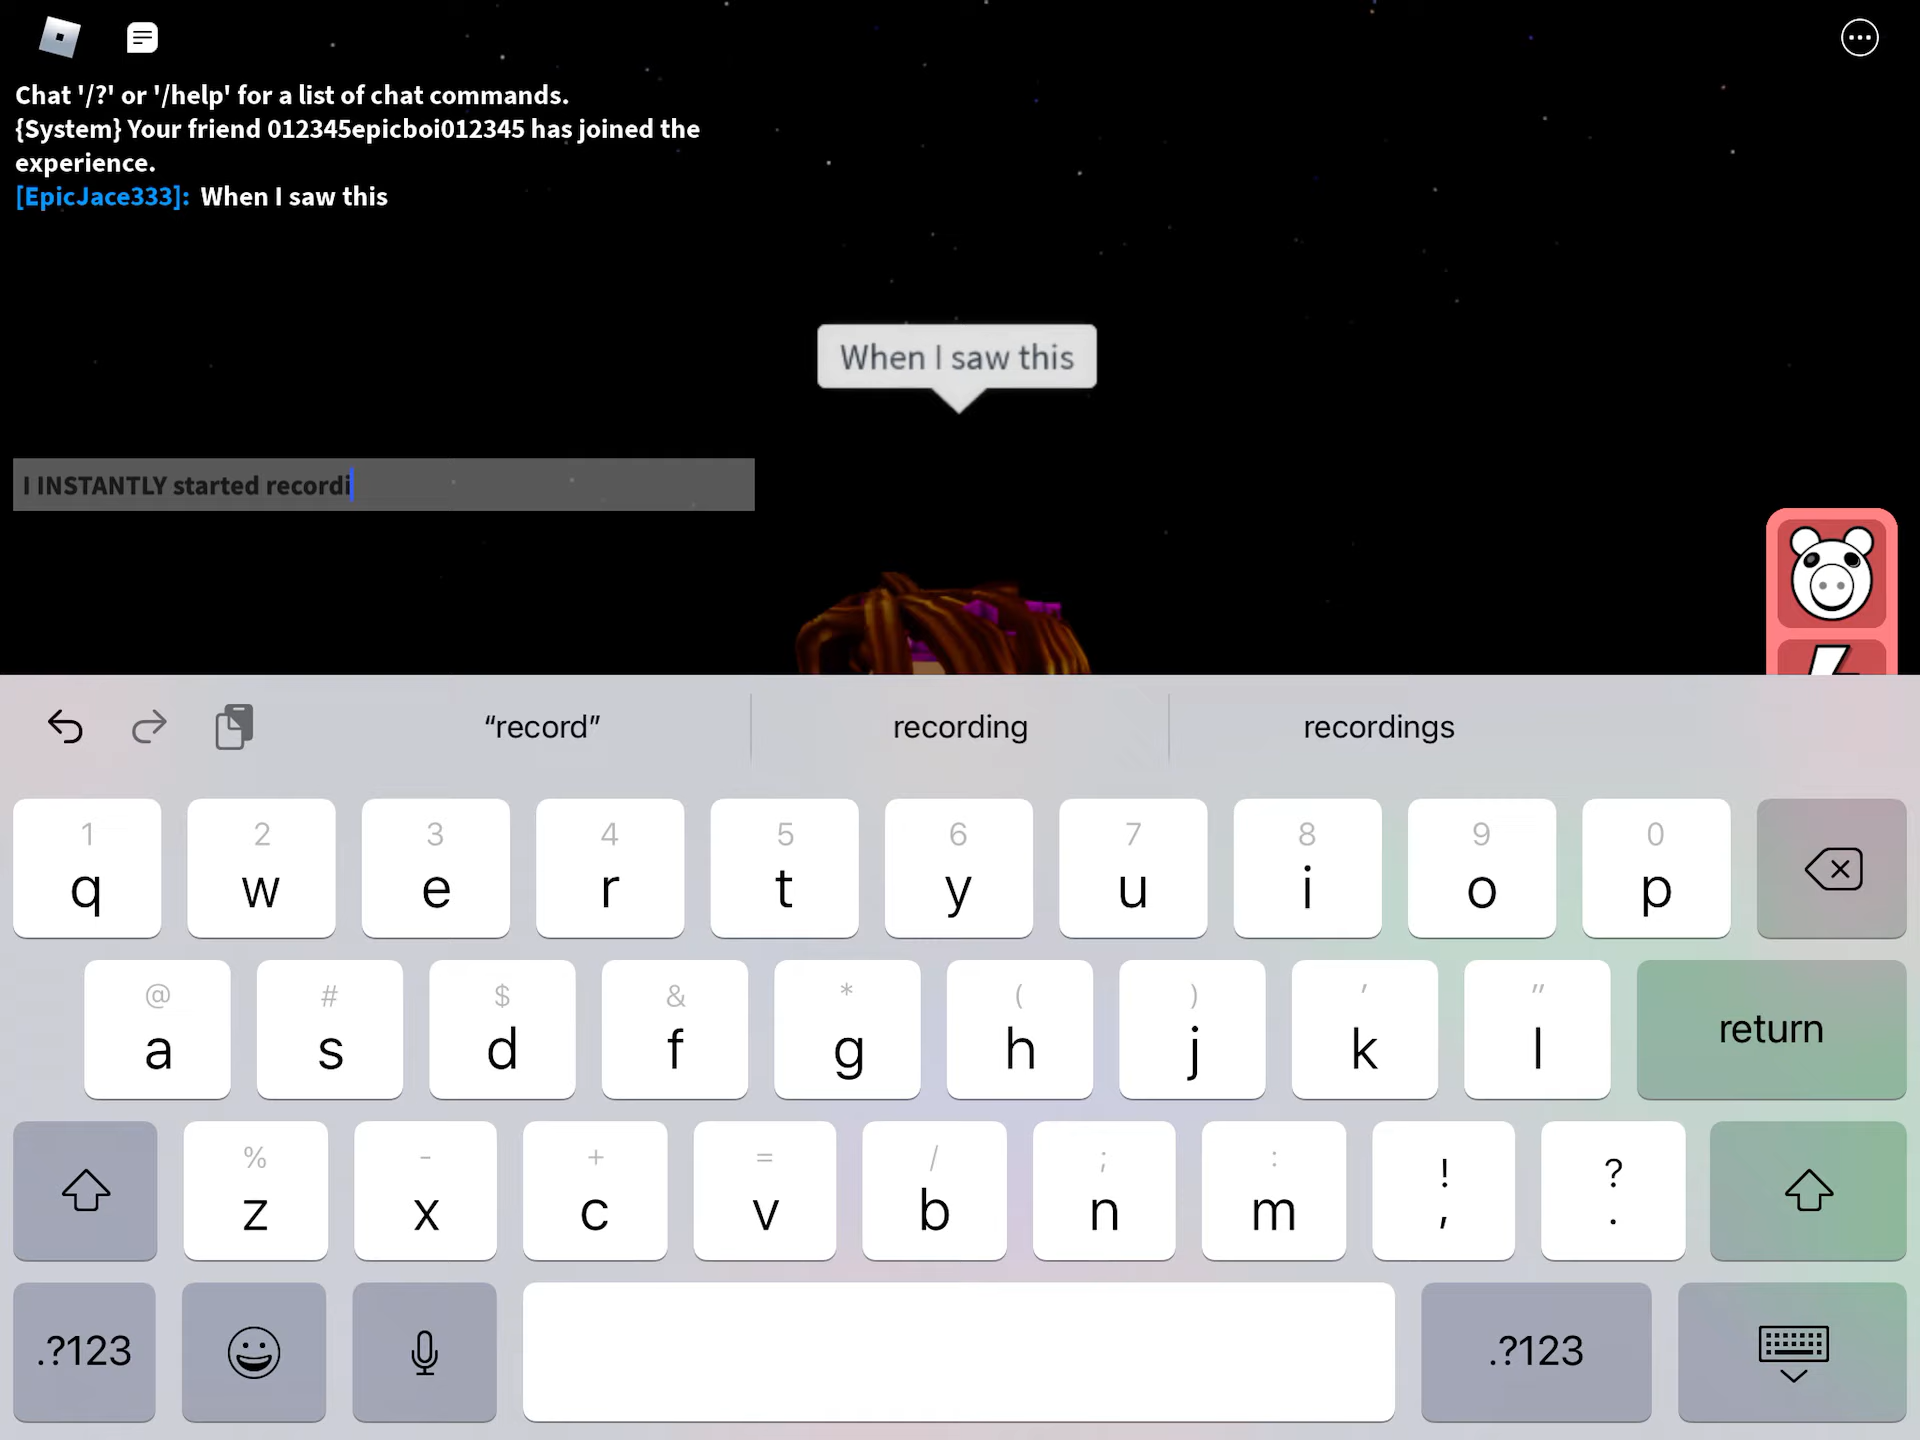 Chat '/?' or '/help' for a list of chat commands.
{System} Your friend 012345epicboi012345 has joined the
experience.
[EpicJace333]: When I saw this
When I saw this
I INSTANTLY started recordi
“record” recording recordings
1 2 3 4 5 6 7 8 9 0
q w e r t y u i o p
@ # $ & * ( ) ' "
a s d f g h j k l return
% - + = / ; : ! ?
z x c v b n m , .
.?123 .?123